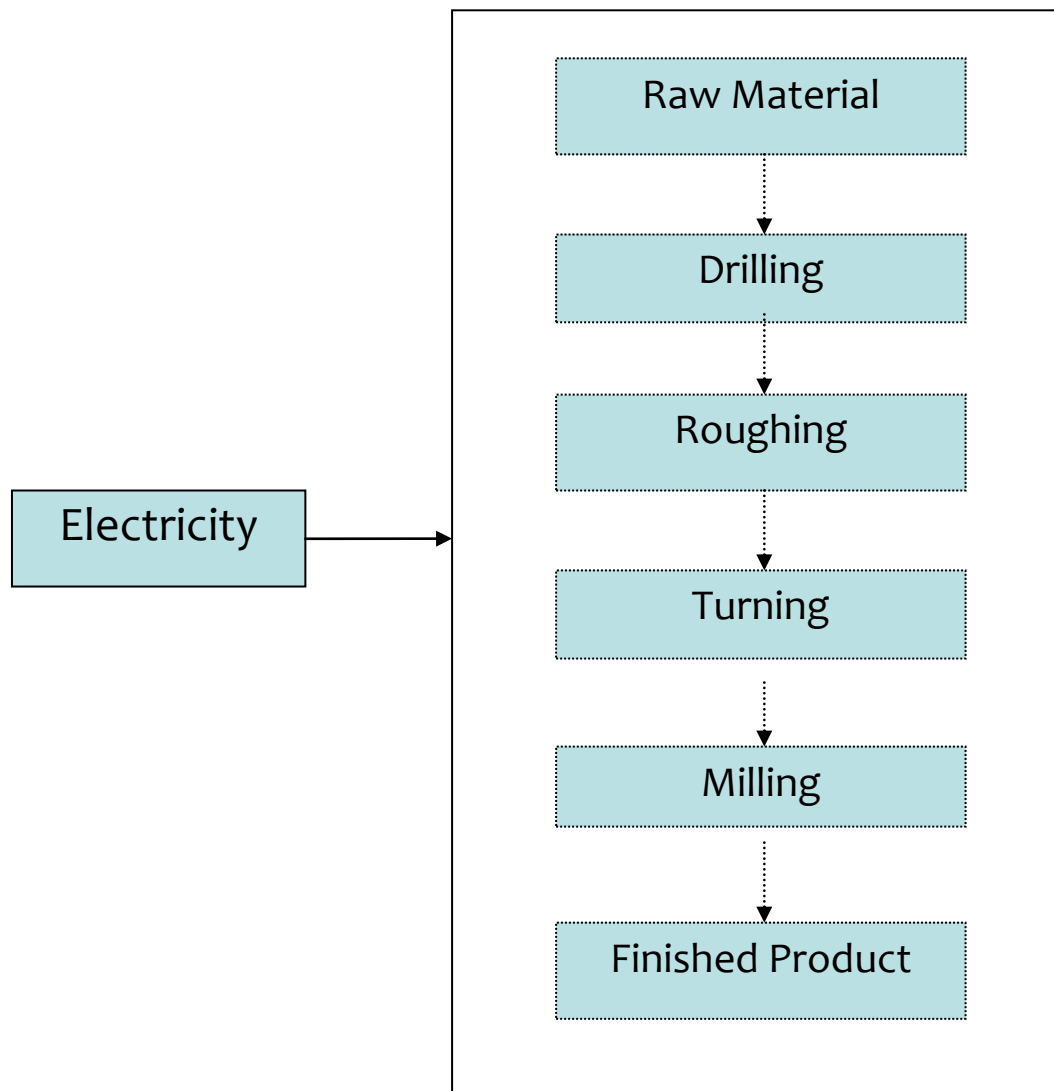 Raw Material
Drilling
Roughing
Electricity
Turning
Milling
Finished Product